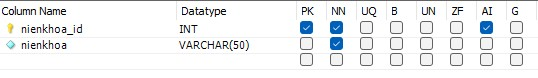 Column Name Datatype PK NN UQ B UN ZF AI G
nienkhoa_id INT
nienkhoa VARCHAR(50)